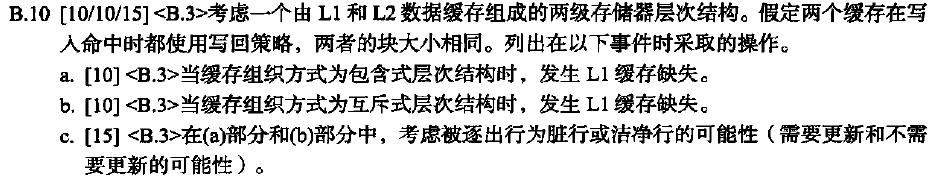 B.10 [10/10/15]<B.3>考虑一个由 L1 和 L2 数据缓存组成的两级存储器层次结构。假定两个缓存在写
入命中时都使用写回策略，两者的块大小相同。列出在以下事件时采取的操作。
a. [10]<B.3>当缓存组织方式为包含式层次结构时，发生 L1 缓存缺失。
b. [10]<B.3>当缓存组织方式为互斥式层次结构时，发生 L1 缓存缺失。
c. [15]<B.3>在(a)部分和(b)部分中，考虑被逐出行为脏行或洁净行的可能性（需要更新和不需
要更新的可能性）。